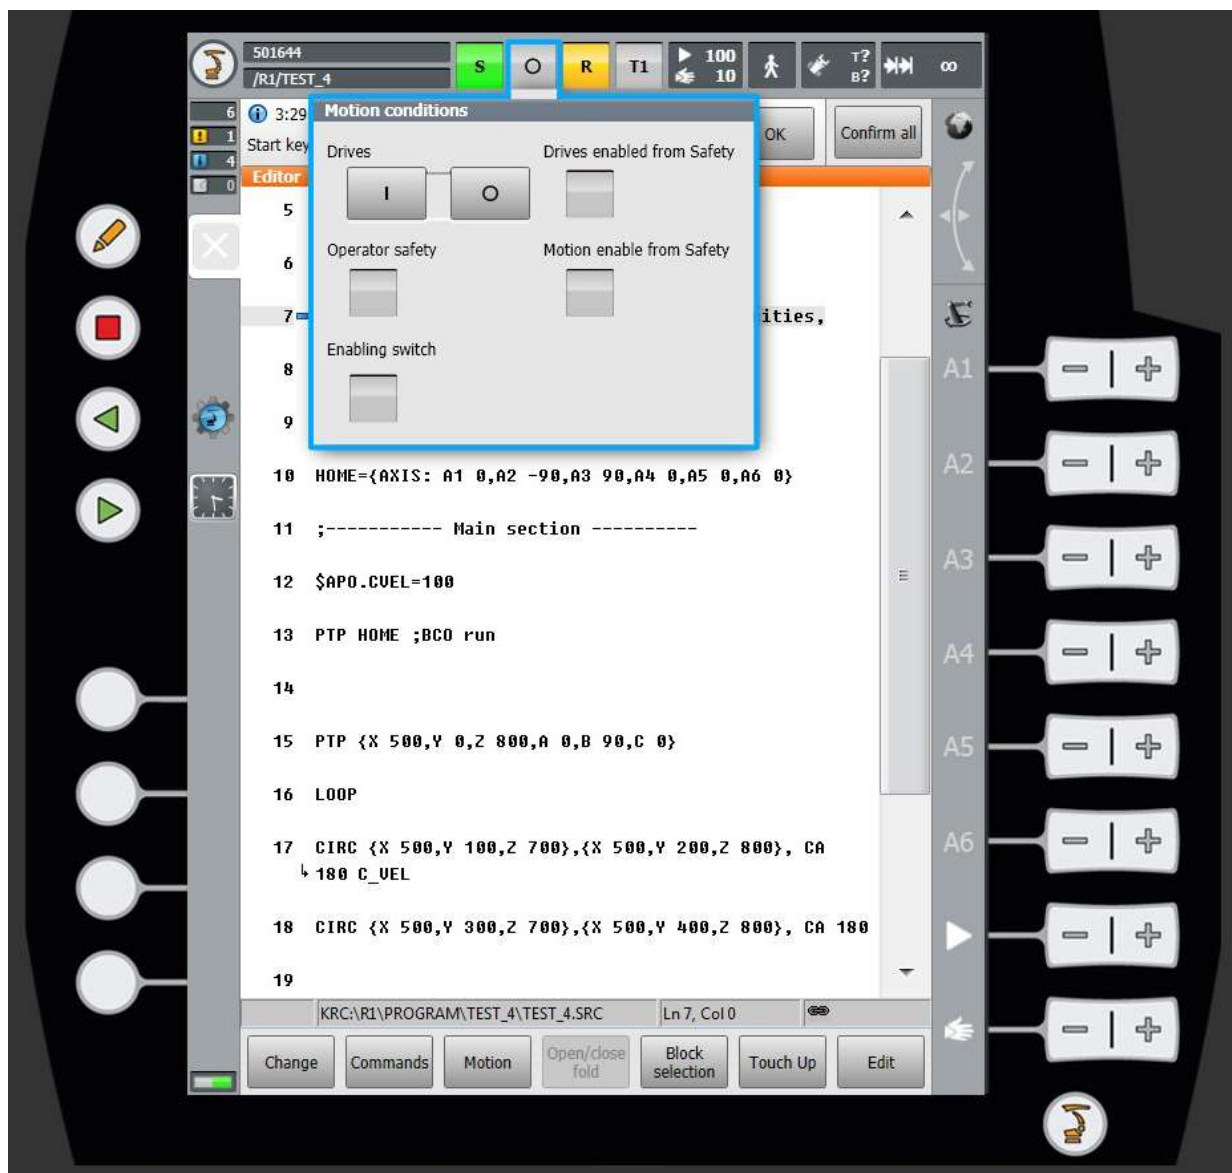 501644
/R1/TEST_4
S
O
R
T1
100
10
T?
B?
∞
6
1
4
0
3:29
Start key
OK
Confirm all
Motion conditions
Drives
Drives enabled from Safety
I
O
Operator safety
Motion enable from Safety
Enabling switch
Editor
5
6
7 ities,
8
9
10 HOME={AXIS: A1 0,A2 -90,A3 90,A4 0,A5 0,A6 0}
11 ;----------- Main section ----------
12 $APO.CVEL=100
13 PTP HOME ;BCO run
14
15 PTP {X 500,Y 0,Z 800,A 0,B 90,C 0}
16 LOOP
17 CIRC {X 500,Y 100,Z 700},{X 500,Y 200,Z 800}, CA
180 C_VEL
18 CIRC {X 500,Y 300,Z 700},{X 500,Y 400,Z 800}, CA 180
19
KRC:\R1\PROGRAM\TEST_4\TEST_4.SRC
Ln 7, Col 0
Change
Commands
Motion
Open/close
fold
Block
selection
Touch Up
Edit
A1
A2
A3
A4
A5
A6